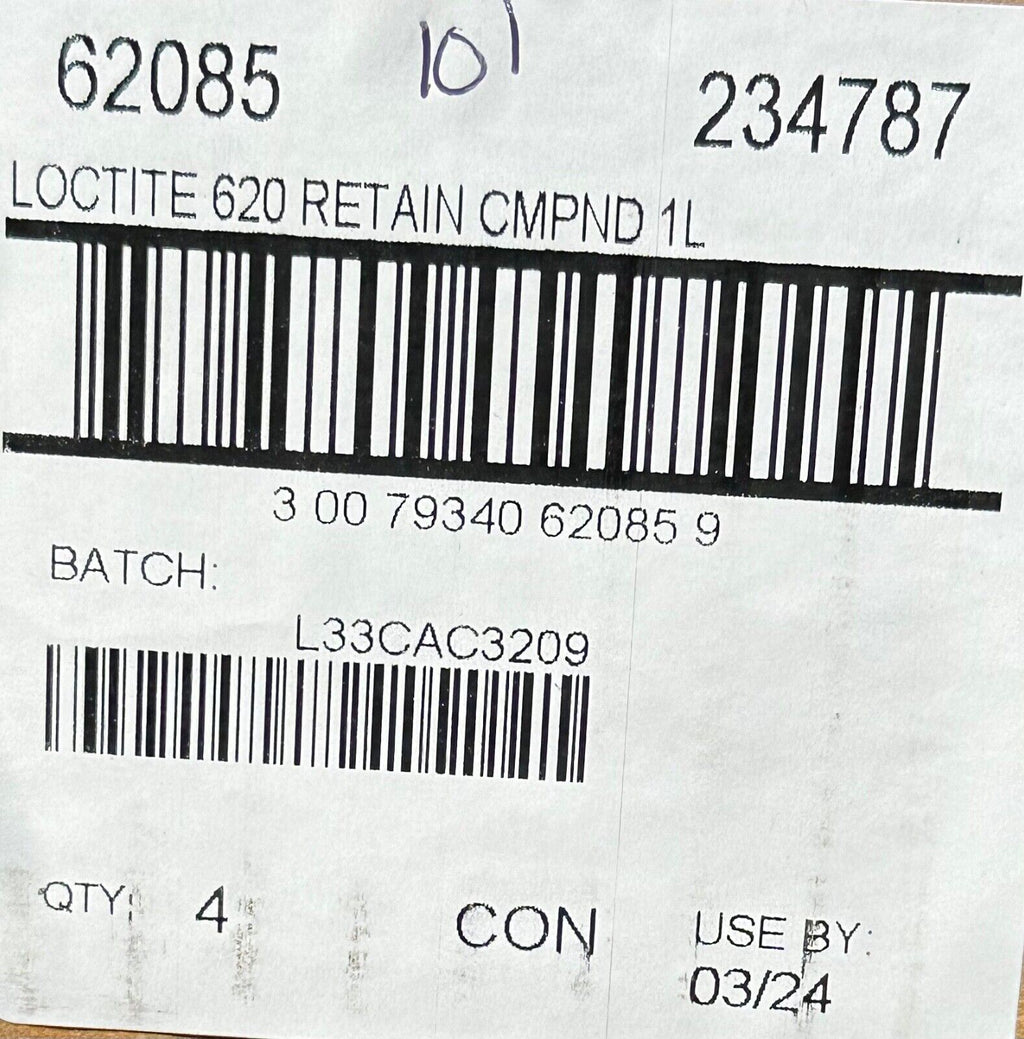 62085 10' 234787
LOCTITE 620 RETAIN CMPND 1L
3 00 79340 62085 9
BATCH:
L33CAC3209
QTY: 4 CON USE BY:
03/24